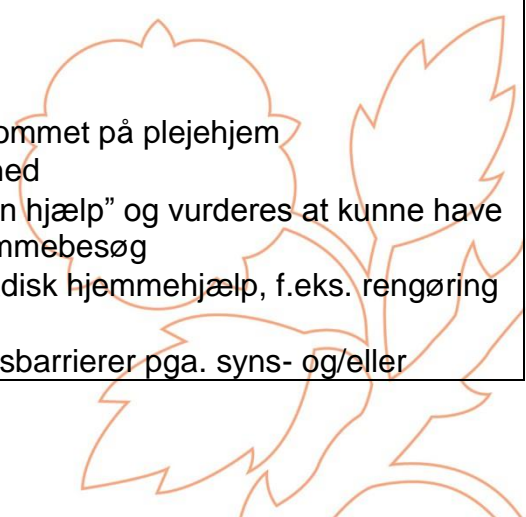 ommet på plejehjem
ned
n hjælp” og vurderes at kunne have
mmebesøg
disk hjemmehjælp, f.eks. rengøring
sbarrierer pga. syns- og/eller